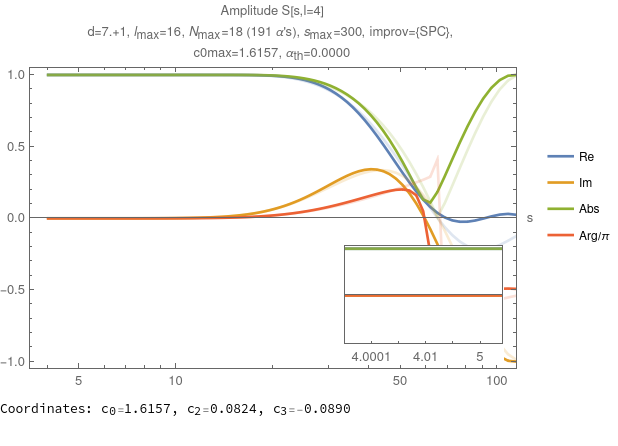 Amplitude S[s,l=4]
d=7.+1, lmax=16, Nmax=18 (191 α's), smax=300, improv={SPC},
c0max=1.6157, αth=0.0000
1.0
0.5
0.0
-0.5
-1.0
5
10
50
100
s
Re
Im
Abs
Arg/π
4.0001
4.01
5
Coordinates: c0=1.6157, c2=0.0824, c3=-0.0890